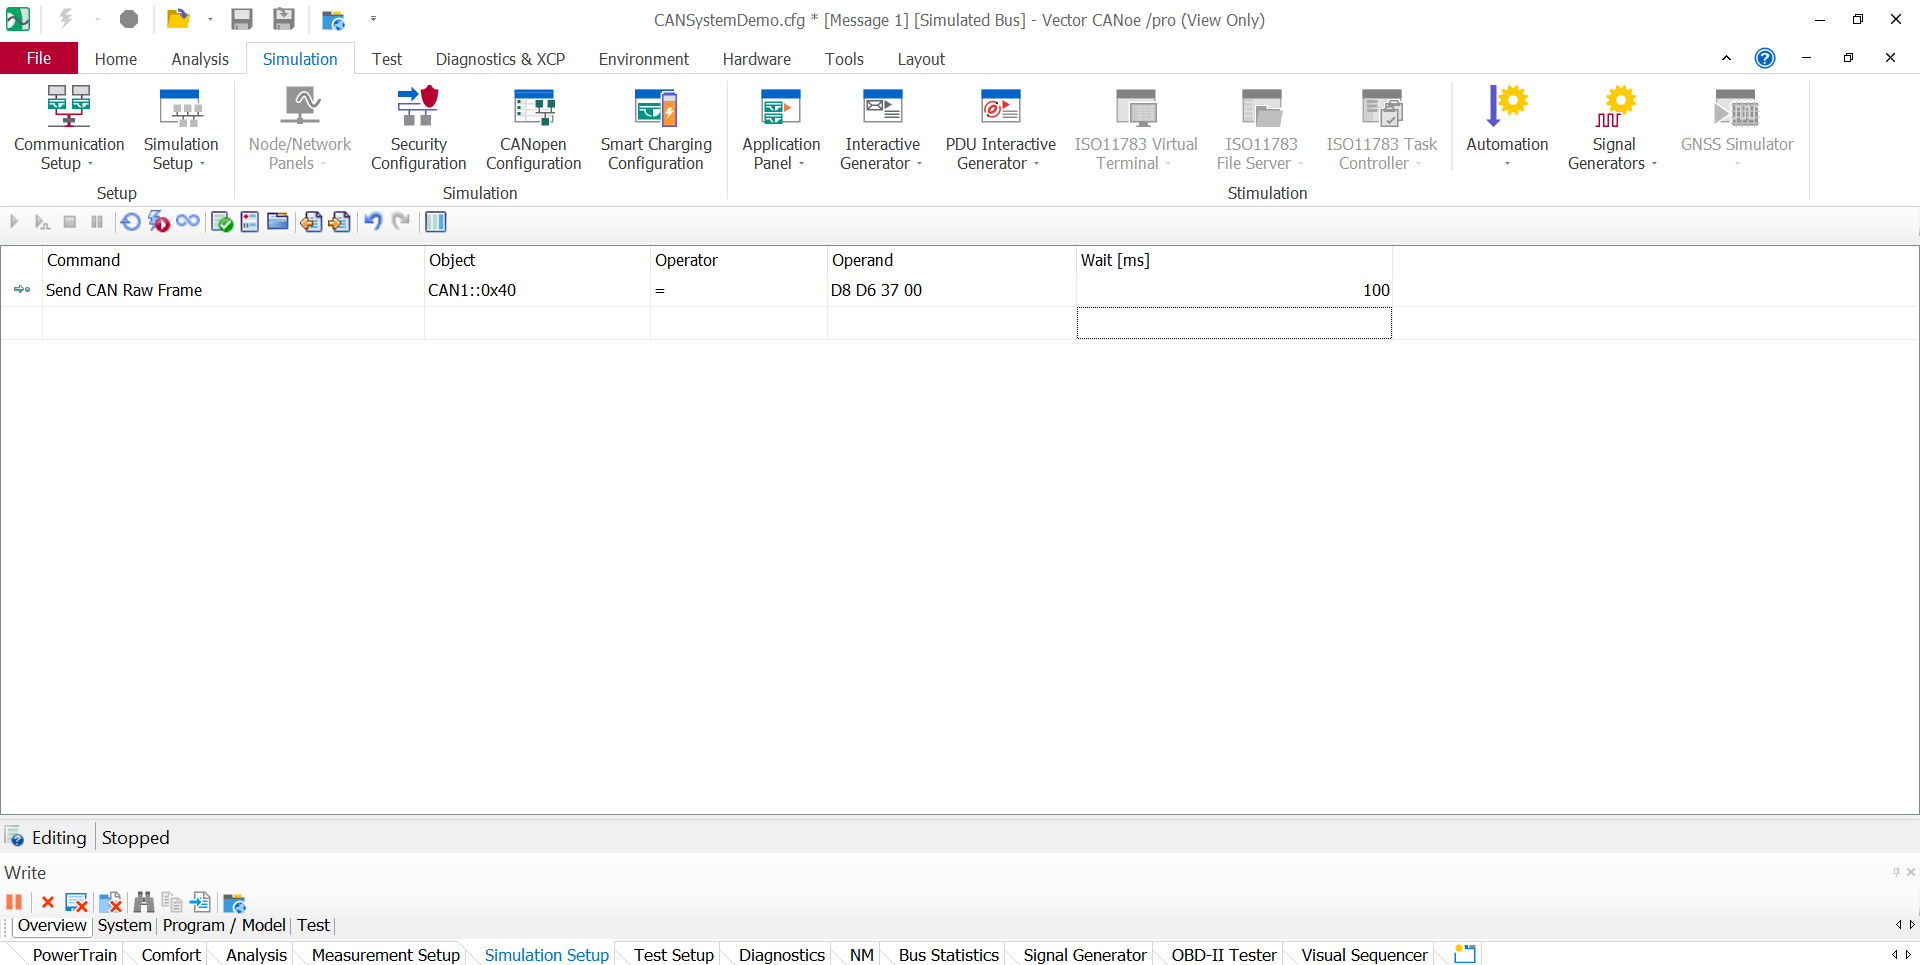 CANSystemDemo.cfg * [Message 1] [Simulated Bus] - Vector CANoe /pro (View Only)
File Home Analysis Simulation Test Diagnostics & XCP Environment Hardware Tools Layout
Communication Setup
Simulation Setup
Node/Network Panels
Security Configuration
CANopen Configuration
Smart Charging Configuration
Application Panel
Interactive Generator
PDU Interactive Generator
ISO11783 Virtual Terminal
ISO11783 File Server
ISO11783 Task Controller
Automation
Signal Generators
GNSS Simulator
Setup Simulation Stimulation
Command Object Operator Operand Wait [ms]
Send CAN Raw Frame CAN1::0x40 = D8 D6 37 00 100
Editing Stopped
Write
Overview System Program / Model Test
PowerTrain Comfort Analysis Measurement Setup Simulation Setup Test Setup Diagnostics NM Bus Statistics Signal Generator OBD-II Tester Visual Sequencer